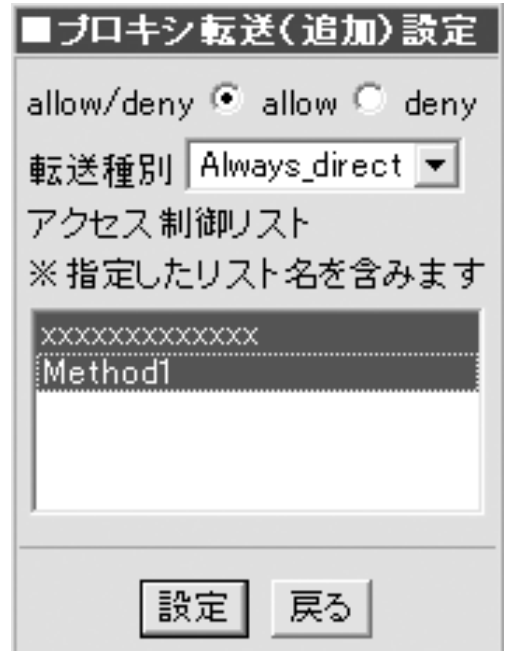 ■プロキシ転送(追加)設定
allow/deny allow deny
転送種別 Always_direct
アクセス制御リスト
※指定したリスト名を含みます
xxxxxxxxxxxxx
Method1
設定 戻る